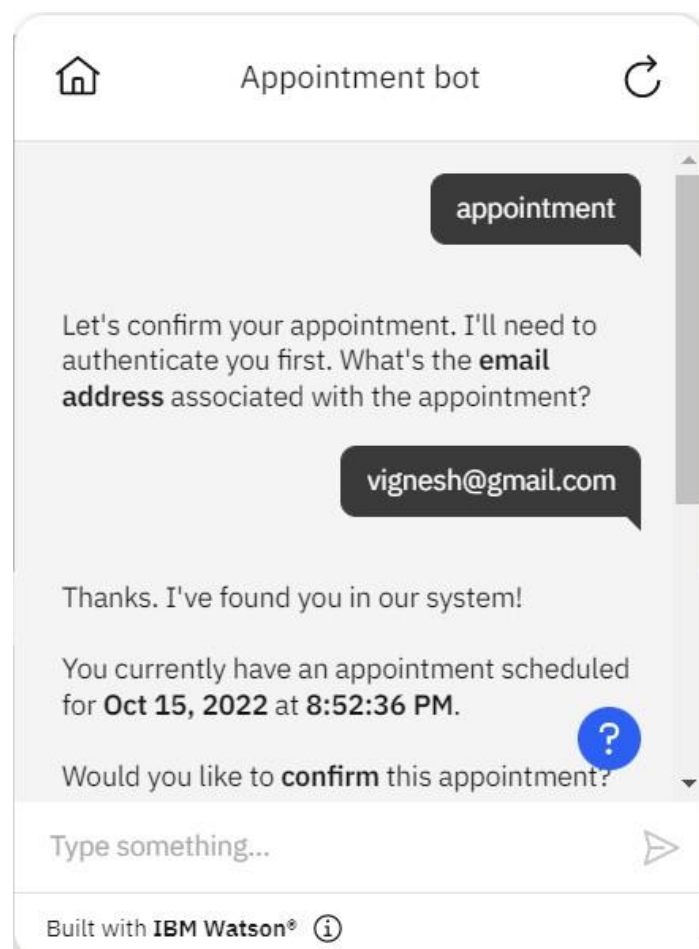 Appointment bot
appointment
Let's confirm your appointment. I'll need to
authenticate you first. What's the email
address associated with the appointment?
vignesh@gmail.com
Thanks. I've found you in our system!
You currently have an appointment scheduled
for Oct 15, 2022 at 8:52:36 PM.
?
Would you like to confirm this appointment?
Type something...
Built with IBM Watson®